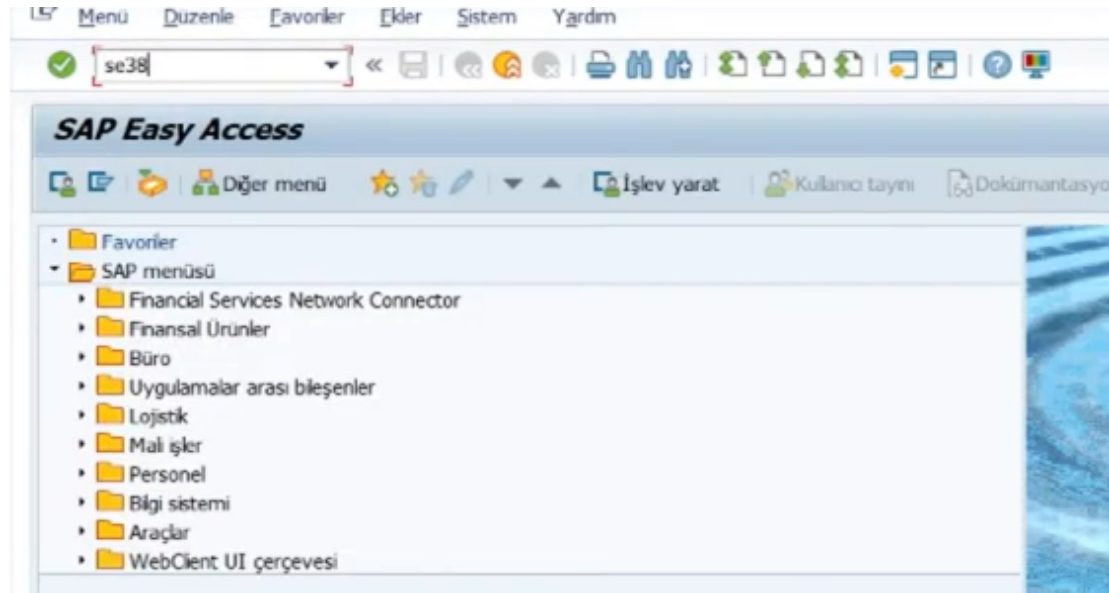 Menü Düzenle Favoriler Ekler Sistem Yardım
se38
SAP Easy Access
Diğer menü İşlev yarat Kullanıcı tayini Dokümantasyo
Favoriler
SAP menüsü
Financial Services Network Connector
Finansal Ürünler
Büro
Uygulamalar arası bileşenler
Lojistik
Mali işler
Personel
Bilgi sistemi
Araçlar
WebClient UI çerçevesi